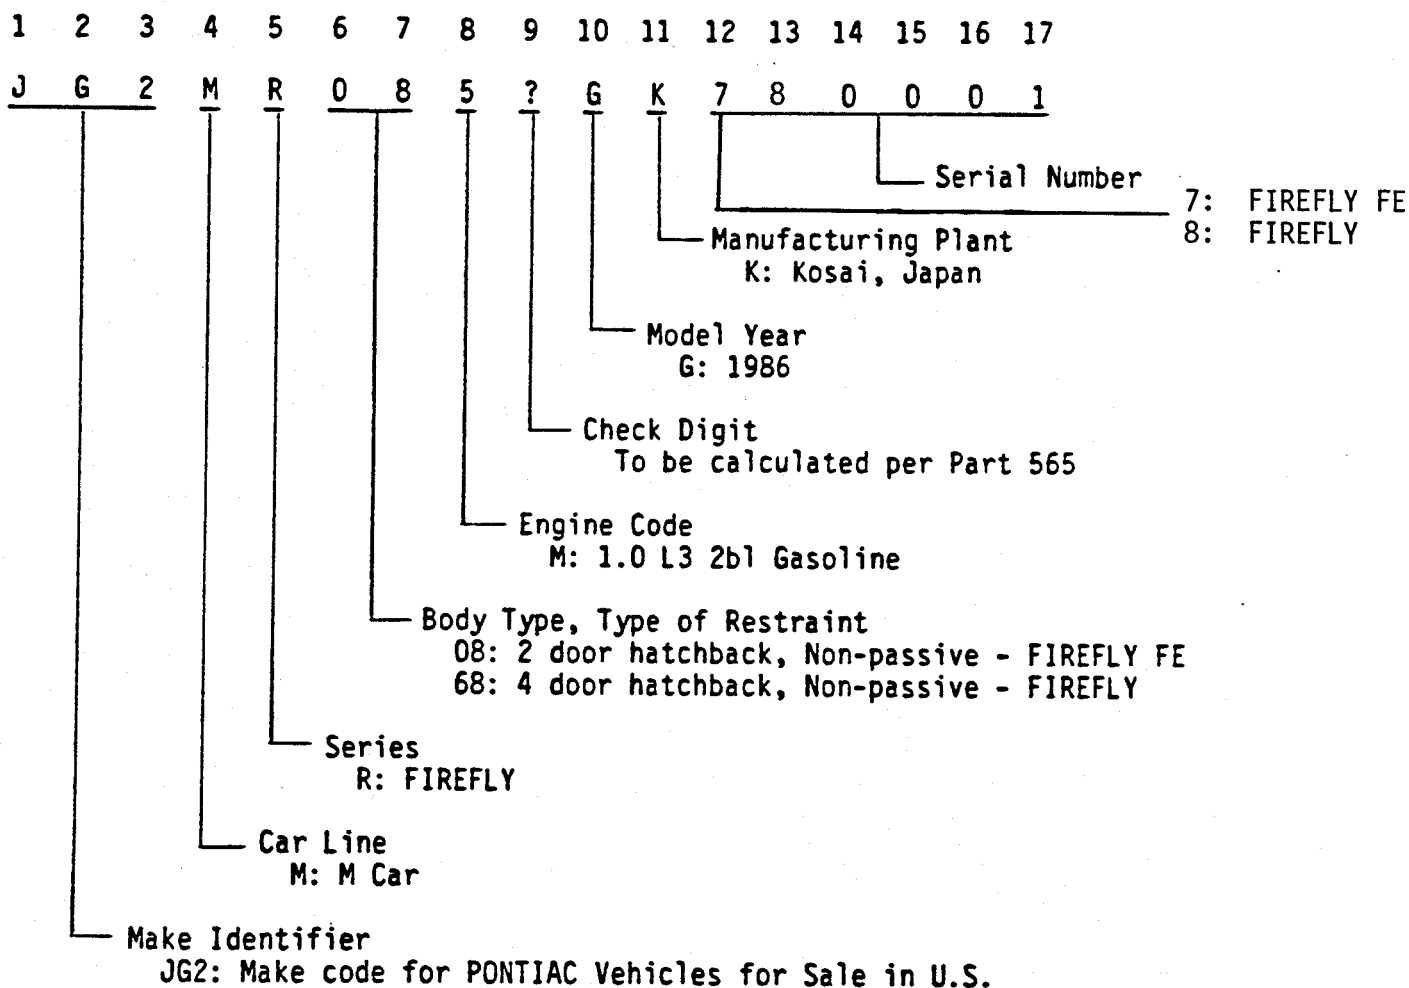 1 2 3 4 5 6 7 8 9 10 11 12 13 14 15 16 17
J G 2 M R 0 8 5 ? G K 7 8 0 0 0 1
Serial Number
7: FIREFLY FE
8: FIREFLY
Manufacturing Plant
K: Kosai, Japan
Model Year
G: 1986
Check Digit
To be calculated per Part 565
Engine Code
M: 1.0 L3 2bl Gasoline
Body Type, Type of Restraint
08: 2 door hatchback, Non-passive - FIREFLY FE
68: 4 door hatchback, Non-passive - FIREFLY
Series
R: FIREFLY
Car Line
M: M Car
Make Identifier
JG2: Make code for PONTIAC Vehicles for Sale in U.S.